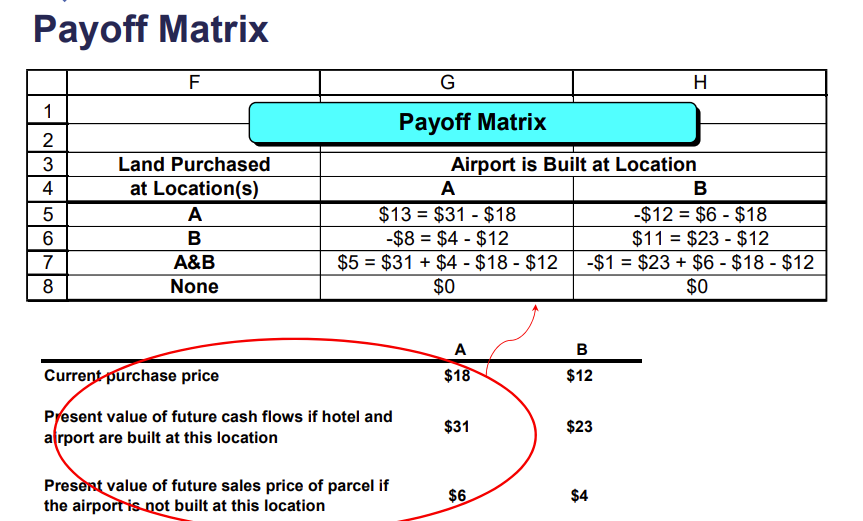 Payoff Matrix
F G H
1
Payoff Matrix
2
3 Land Purchased Airport is Built at Location
4 at Location(s) A B
5 A $13 = $31 - $18 -$12 = $6 - $18
6 B -$8 = $4 - $12 $11 = $23 - $12
7 A&B $5 = $31 + $4 - $18 - $12 -$1 = $23 + $6 - $18 - $12
8 None $0 $0
A B
Current purchase price $18 $12
Present value of future cash flows if hotel and
airport are built at this location $31 $23
Present value of future sales price of parcel if
the airport is not built at this location $6 $4